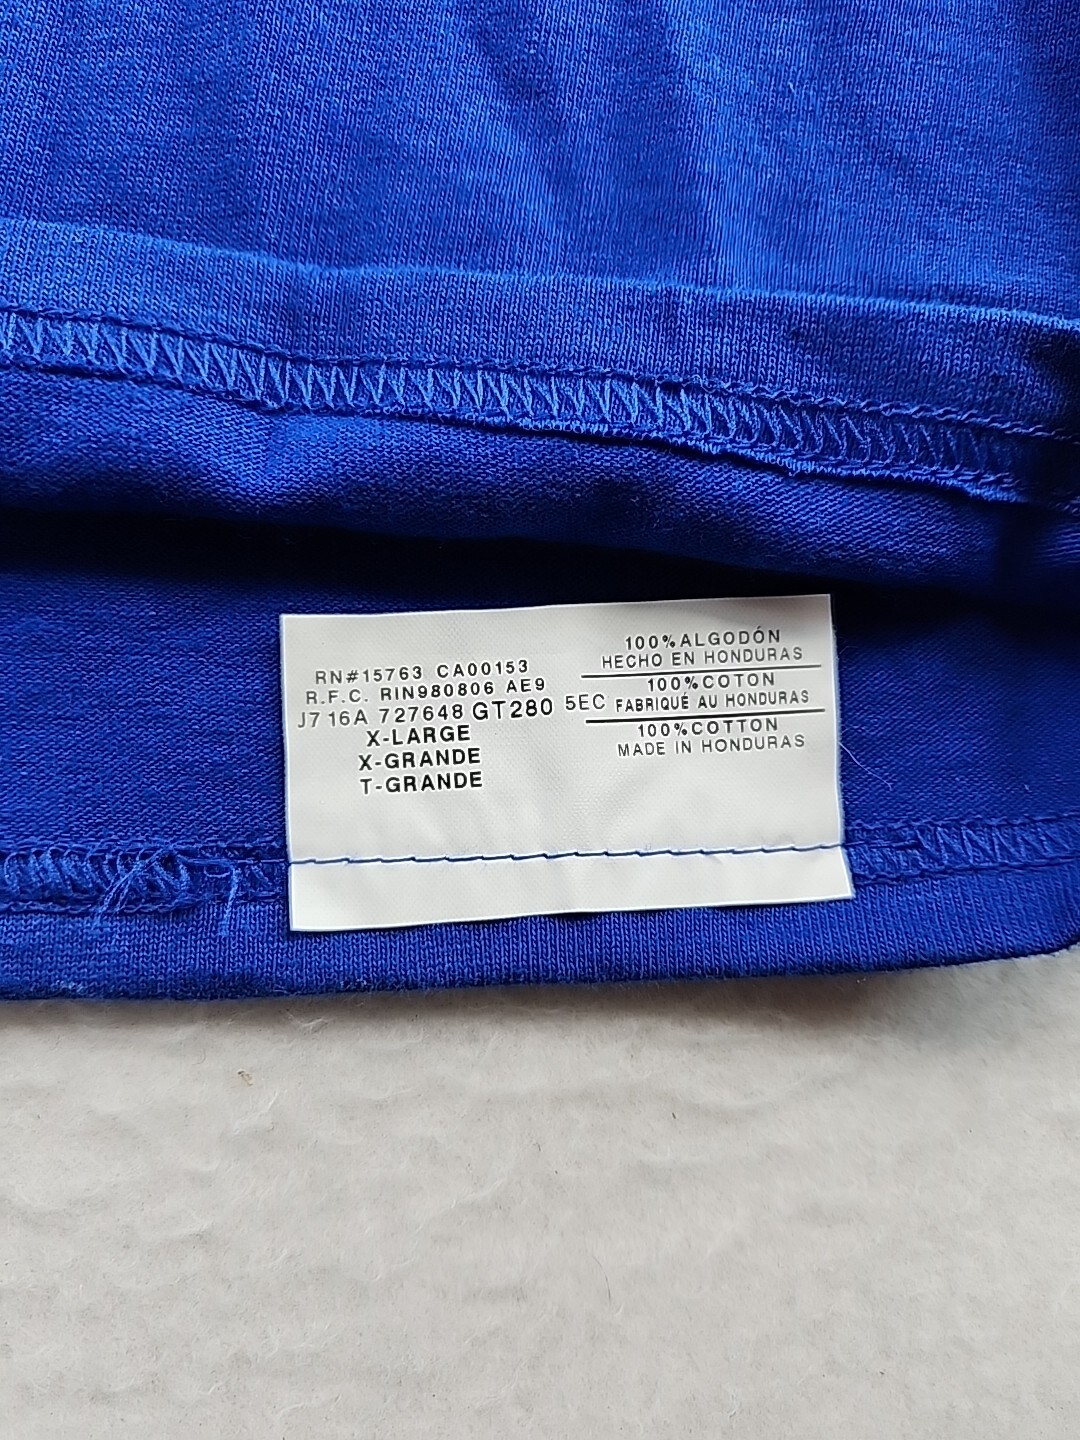 RN#15763 CA00153
R.F.C. RIN980806 AE9
J7 16A 727648 GT280 5EC
X-LARGE
X-GRANDE
T-GRANDE
100%ALGODÓN
HECHO EN HONDURAS
100%COTON
FABRIQUÉ AU HONDURAS
100%COTTON
MADE IN HONDURAS